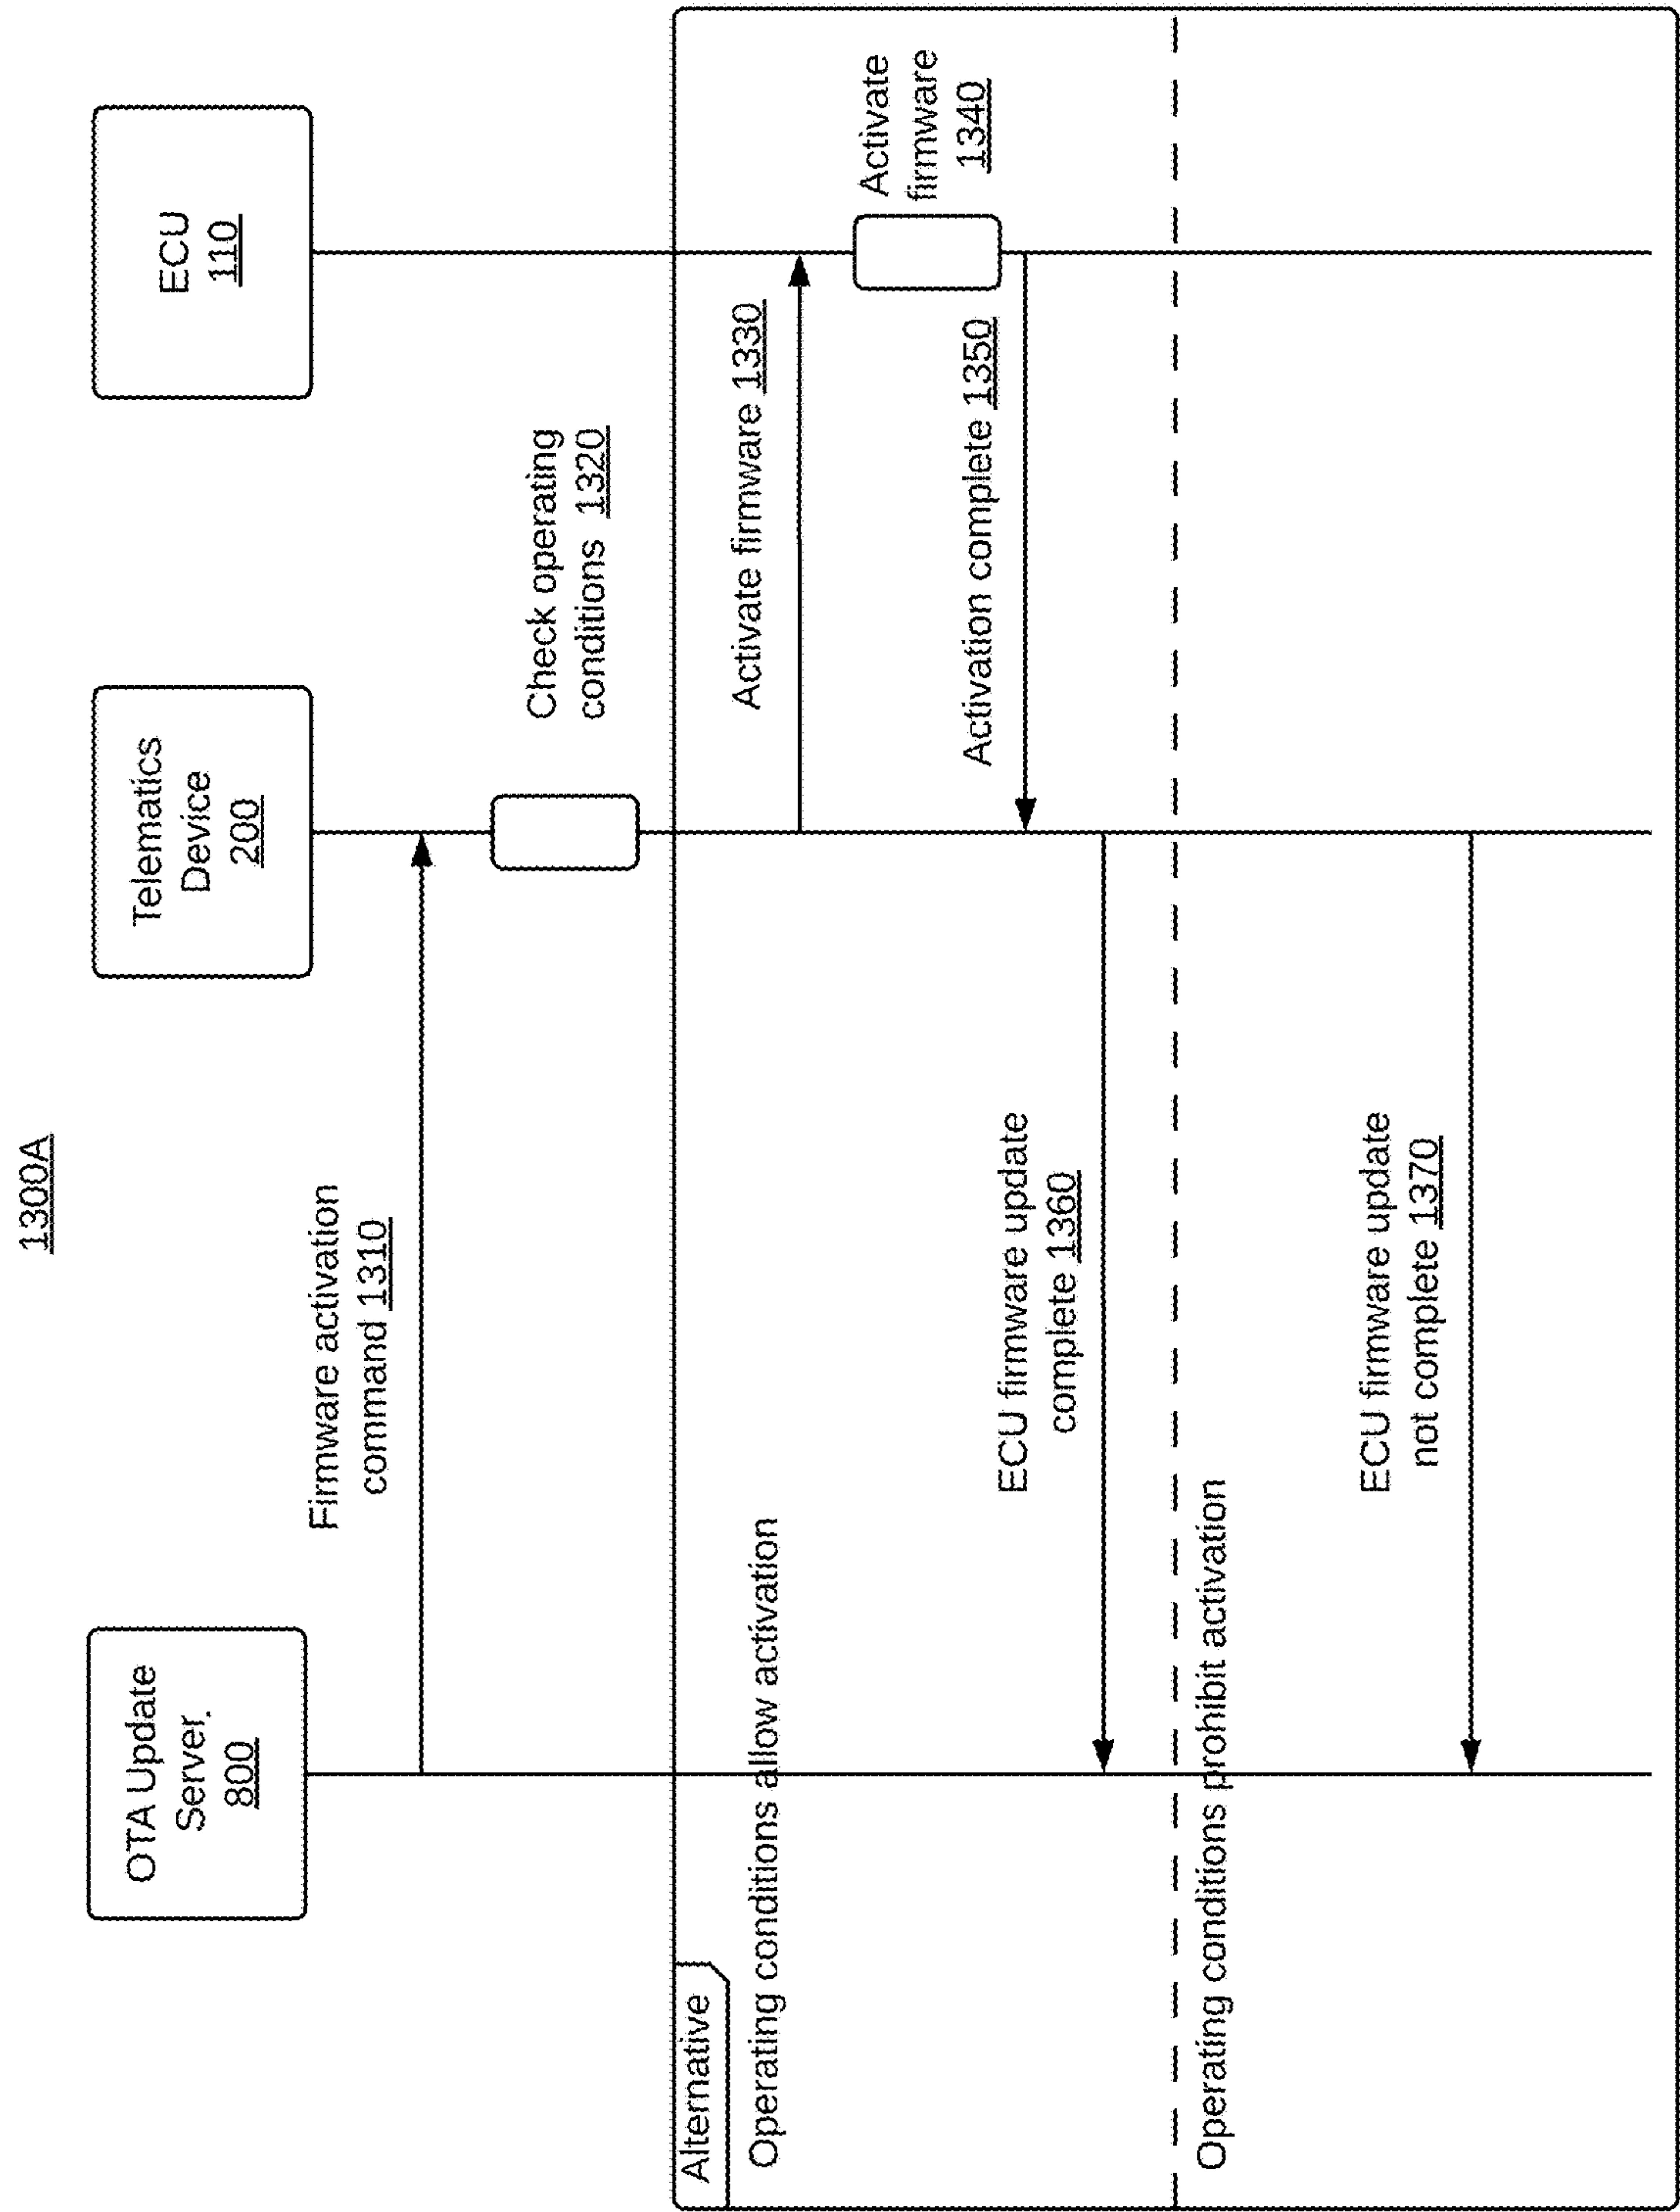 1300A
OTA Update
Server
800
Telematics
Device
200
ECU
110
Firmware activation
command 1310
Check operating
conditions 1320
Alternative
Operating conditions allow activation
Activate firmware 1330
Activate
firmware
1340
Activation complete 1350
ECU firmware update
complete 1360
Operating conditions prohibit activation
ECU firmware update
not complete 1370